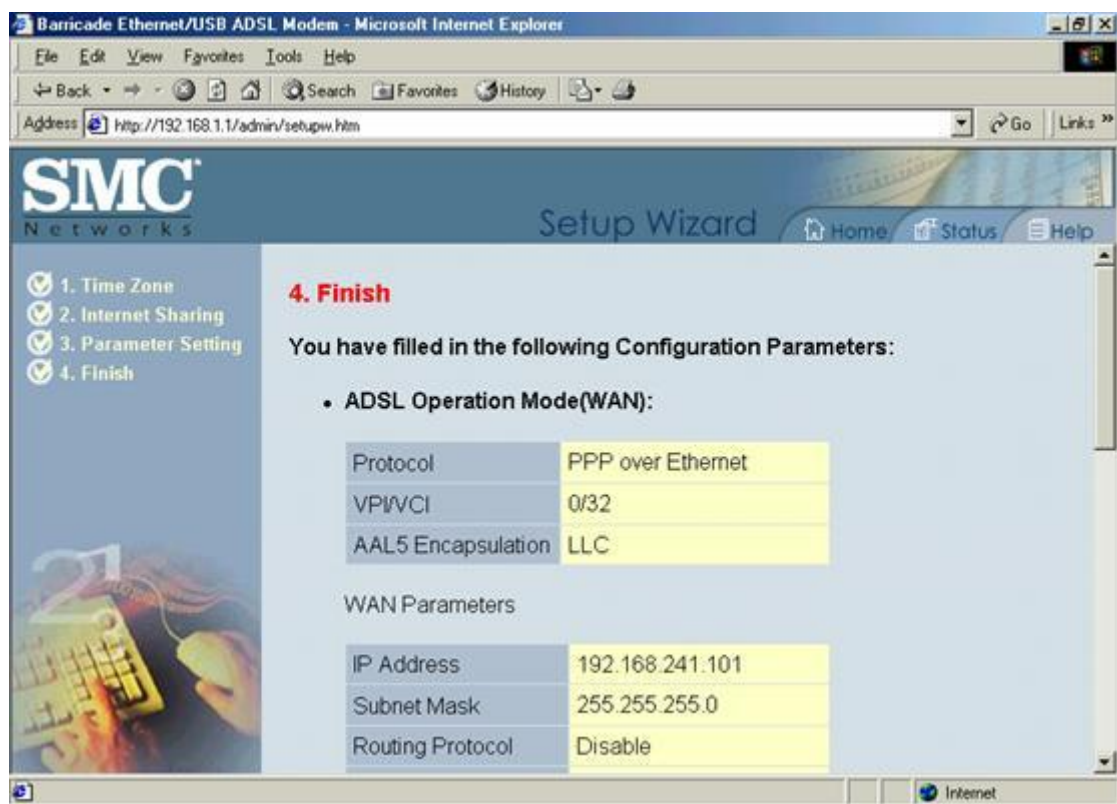 Barricade Ethernet/USB ADSL Modem - Microsoft Internet Explorer
File Edit View Favorites Tools Help
Back Search Favorites History
Address http://192.168.1.1/admin/setupw.htm Go Links »
SMC
Networks
Setup Wizard Home Status Help
1. Time Zone
2. Internet Sharing
3. Parameter Setting
4. Finish
4. Finish
You have filled in the following Configuration Parameters:
• ADSL Operation Mode(WAN):
Protocol PPP over Ethernet
VPI/VCI 0/32
AAL5 Encapsulation LLC
WAN Parameters
IP Address 192.168.241.101
Subnet Mask 255.255.255.0
Routing Protocol Disable
Internet